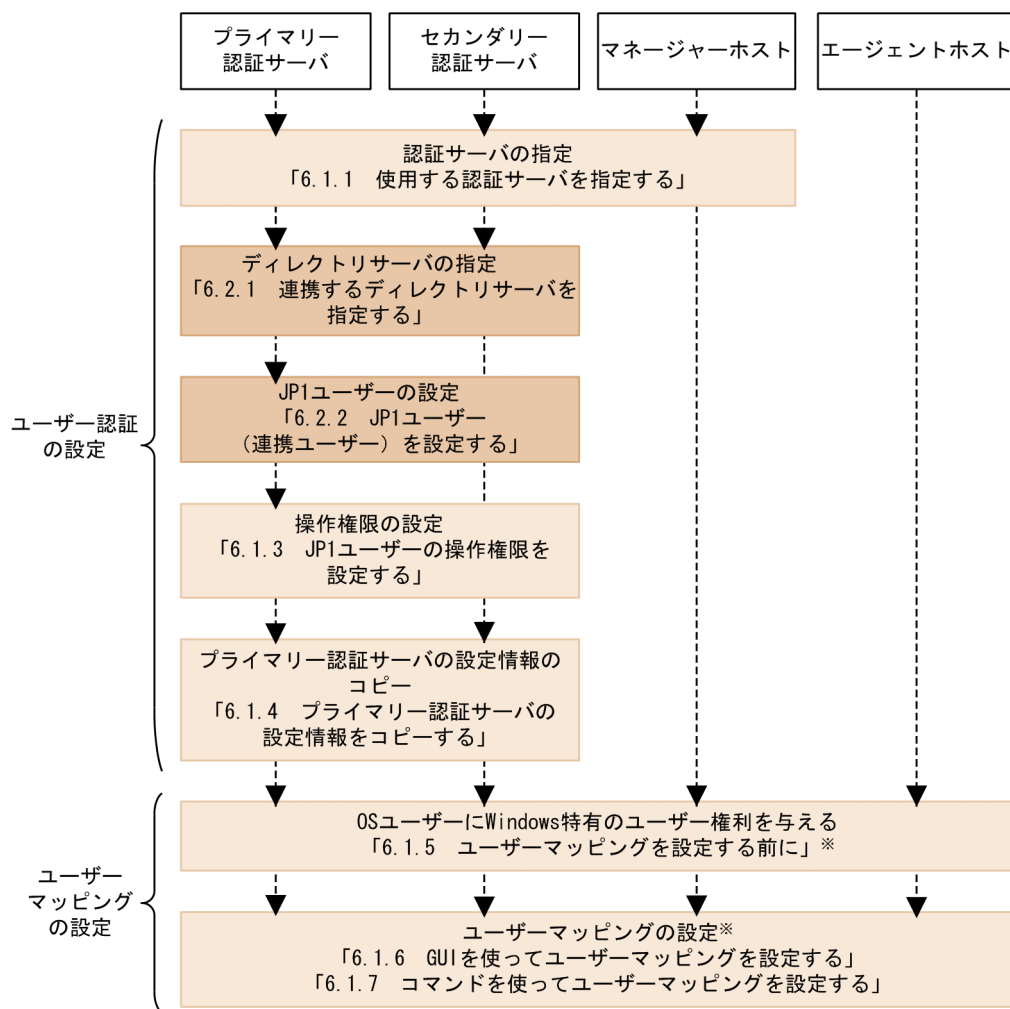 プライマリー
認証サーバ
セカンダリー
認証サーバ
マネージャーホスト
エージェントホスト
認証サーバの指定
「6.1.1　使用する認証サーバを指定する」
ディレクトリサーバの指定
「6.2.1　連携するディレクトリサーバを
指定する」
JP1ユーザーの設定
「6.2.2　JP1ユーザー
（連携ユーザー）を設定する」
ユーザー認証
の設定
操作権限の設定
「6.1.3　JP1ユーザーの操作権限を
設定する」
プライマリー認証サーバの設定情報の
コピー
「6.1.4　プライマリー認証サーバの
設定情報をコピーする」
OSユーザーにWindows特有のユーザー権利を与える
「6.1.5　ユーザーマッピングを設定する前に」※
ユーザー
マッピング
の設定
ユーザーマッピングの設定※
「6.1.6　GUIを使ってユーザーマッピングを設定する」
「6.1.7　コマンドを使ってユーザーマッピングを設定する」